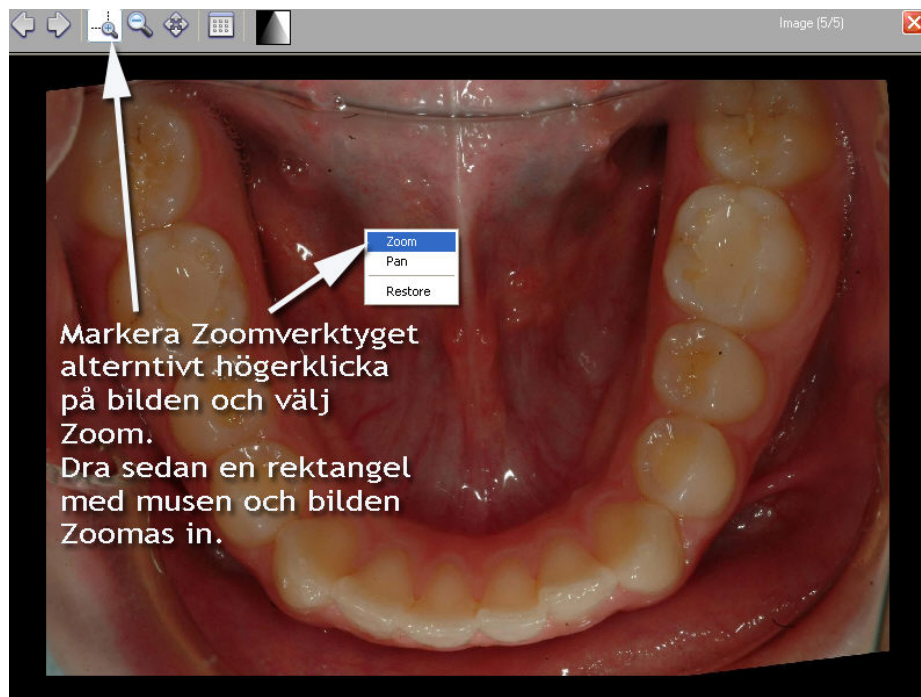 Image (5/5)
Zoom
Pan
Restore
Markera Zoomverktyget
alterntivt högerklicka
på bilden och välj
Zoom.
Dra sedan en rektangel
med musen och bilden
Zoomas in.